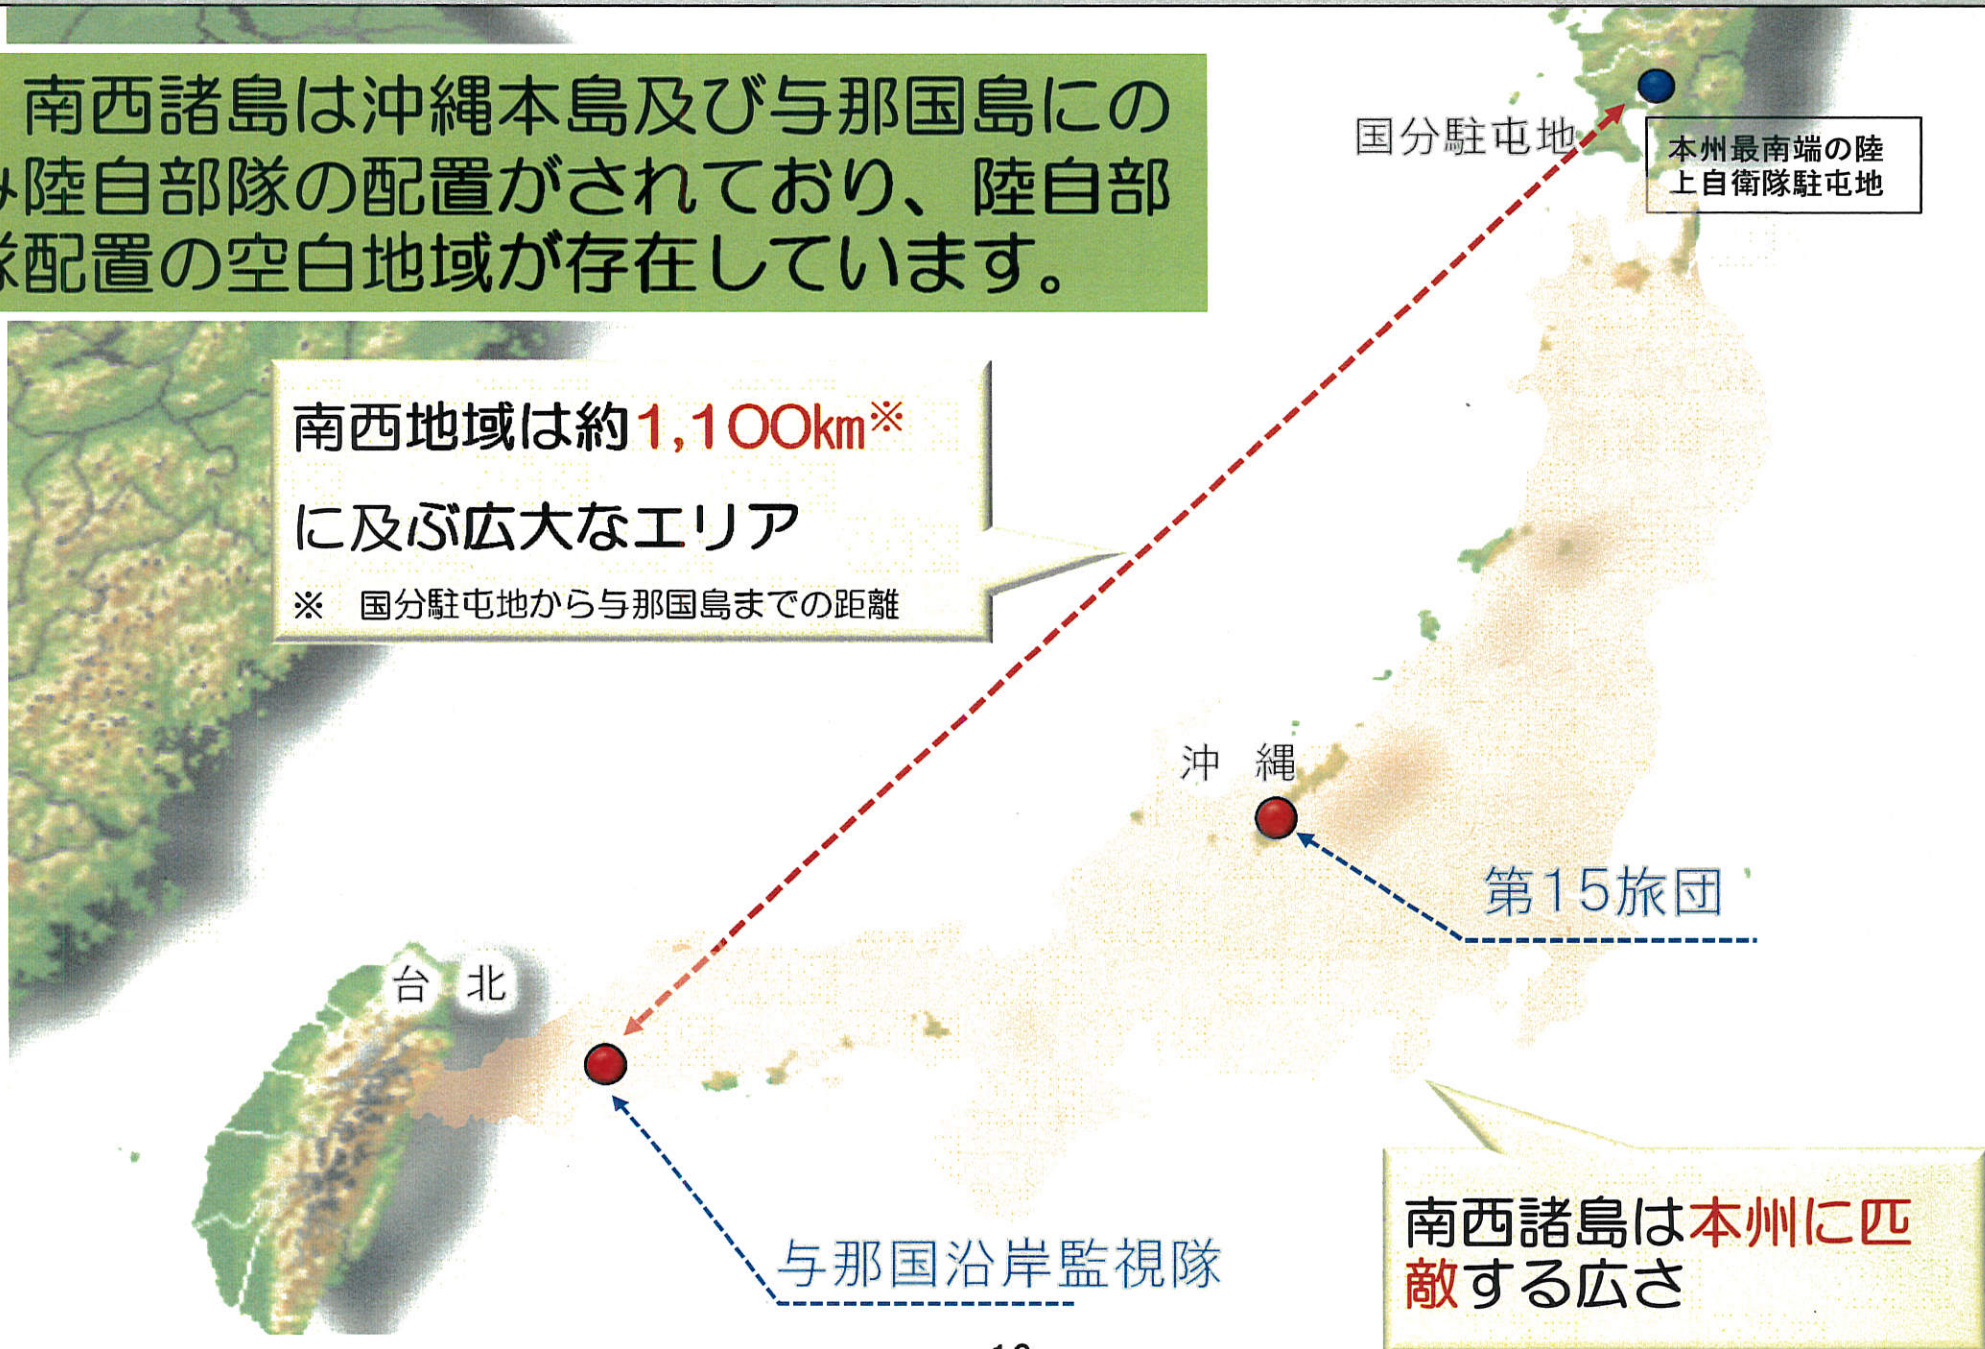 南西諸島は沖縄本島及び与那国島にの
み陸自部隊の配置がされており、陸自部
隊配置の空白地域が存在しています。
国分駐屯地
本州最南端の陸
上自衛隊駐屯地
南西地域は約1,100km※
に及ぶ広大なエリア
※ 国分駐屯地から与那国島までの距離
沖 縄
第15旅団
台 北
与那国沿岸監視隊
南西諸島は本州に匹
敵する広さ